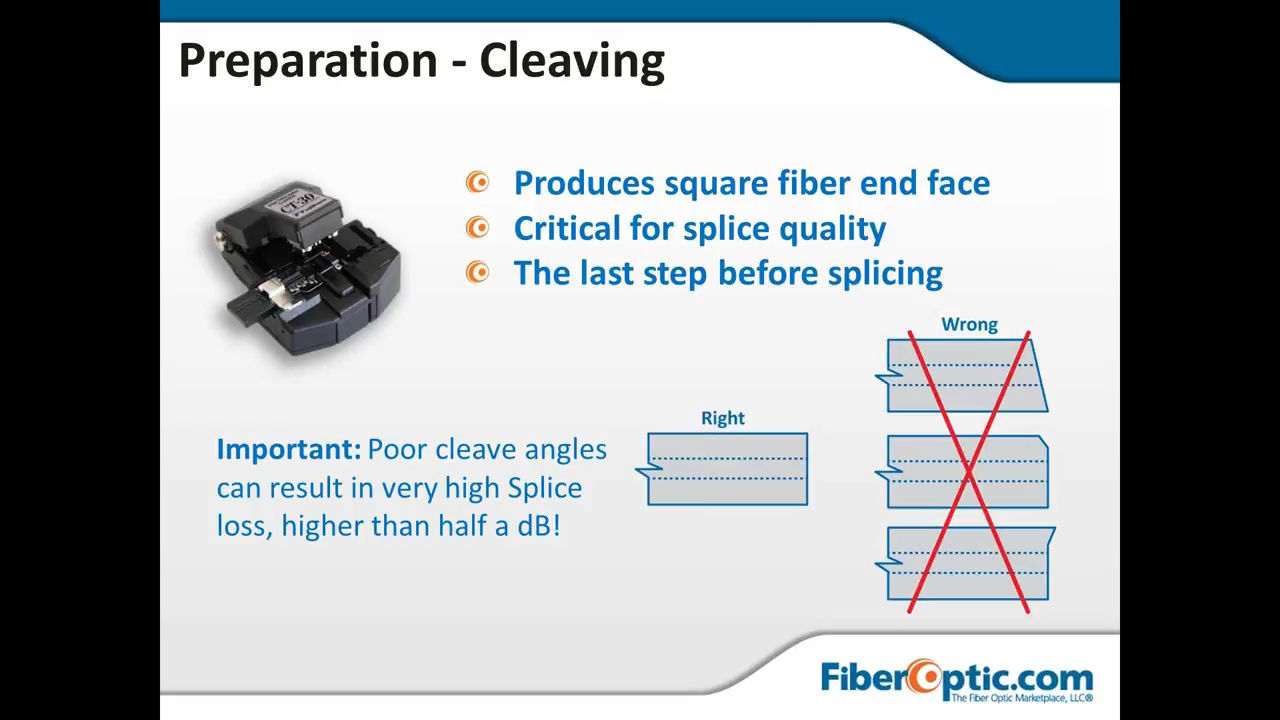 Preparation - Cleaving
CT-30
Produces square fiber end face
Critical for splice quality
The last step before splicing
Wrong
Right
Important: Poor cleave angles
can result in very high Splice
loss, higher than half a dB!
FiberOptic.com
The Fiber Optic Marketplace, LLC®